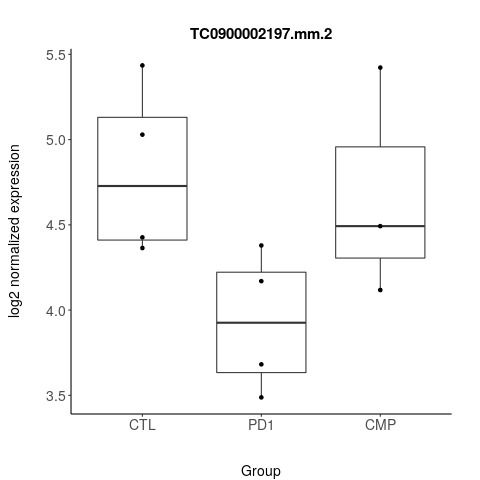 TC0900002197.mm.2
log2 normalized expression
5.5
5.0
4.5
4.0
3.5
CTL
PD1
CMP
Group